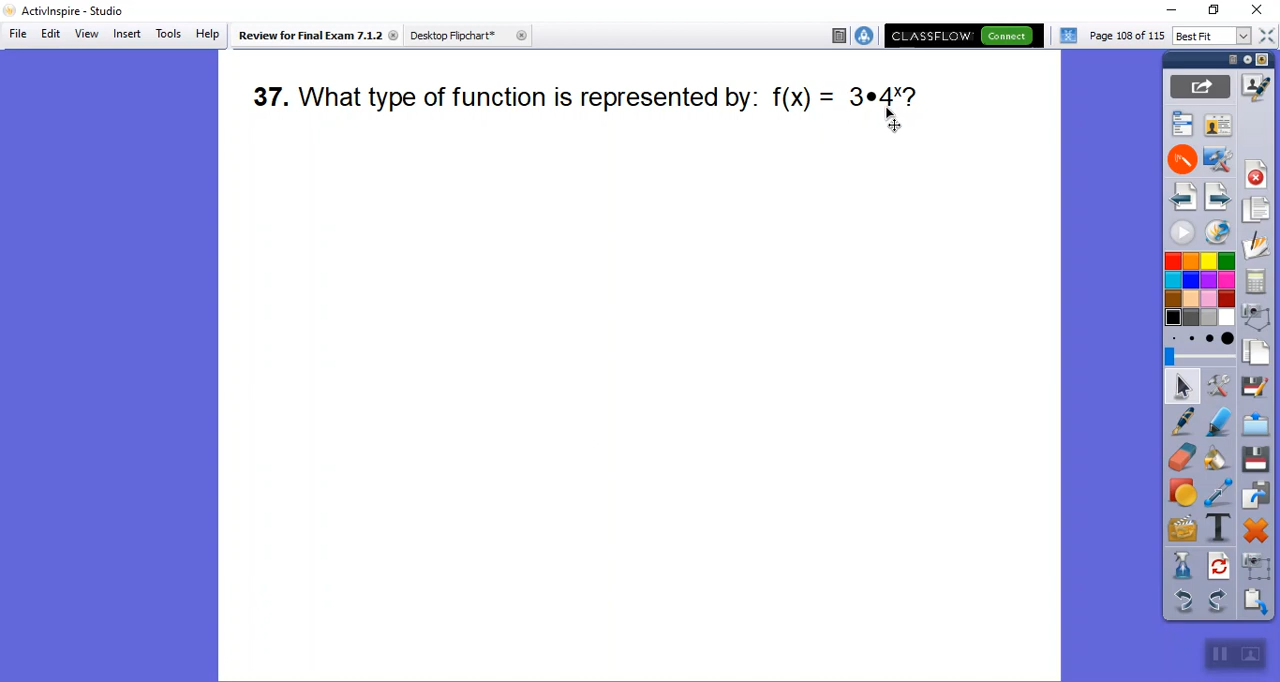 ActivInspire - Studio
File Edit View Insert Tools Help
Review for Final Exam 7.1.2 Desktop Flipchart*
CLASSFLOW Connect
Page 108 of 115 Best Fit
37. What type of function is represented by: f(x) = 3•4ˣ?